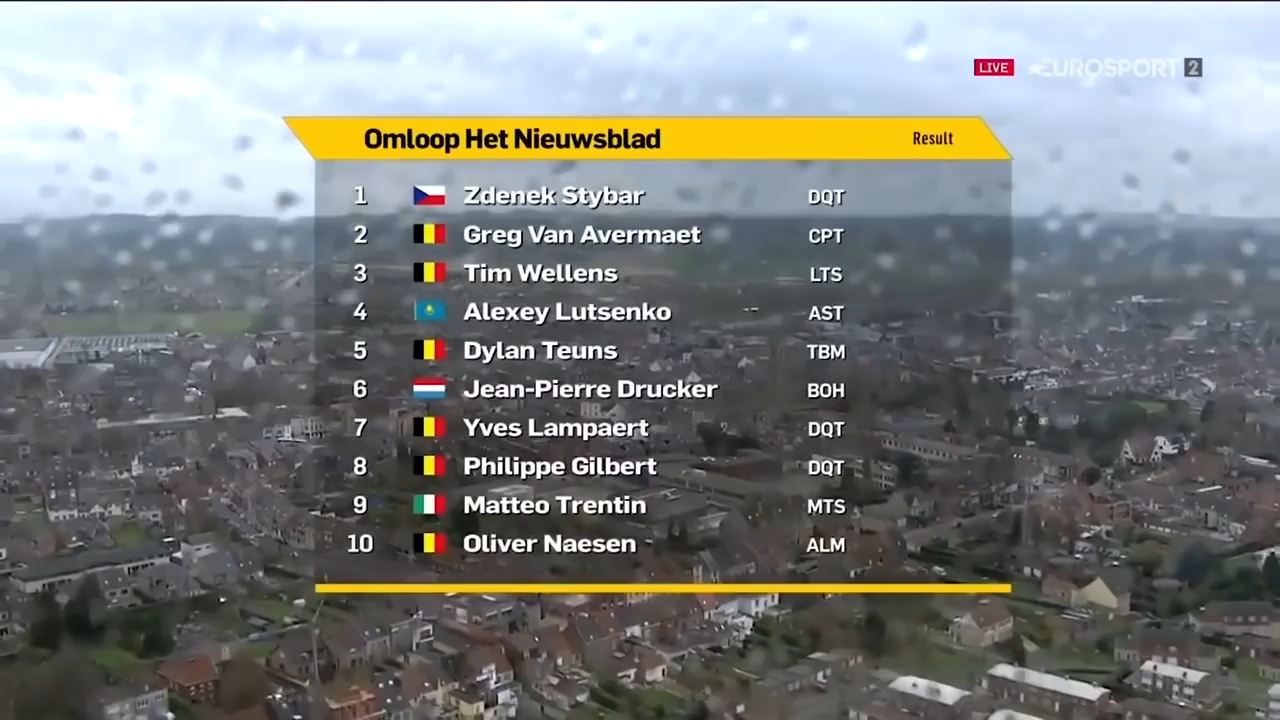 LIVE EUROSPORT 2
Omloop Het Nieuwsblad Result
1 Zdenek Stybar DQT
2 Greg Van Avermaet CPT
3 Tim Wellens LTS
4 Alexey Lutsenko AST
5 Dylan Teuns TBM
6 Jean-Pierre Drucker BOH
7 Yves Lampaert DQT
8 Philippe Gilbert DQT
9 Matteo Trentin MTS
10 Oliver Naesen ALM